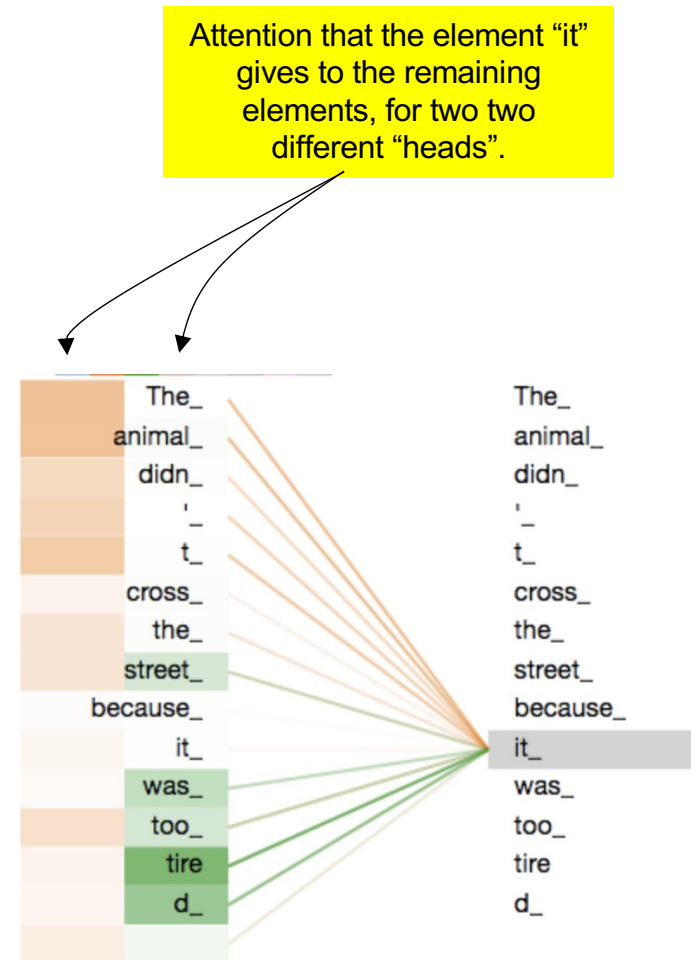 Attention that the element “it”
gives to the remaining
elements, for two two
different “heads”.
The_ The_
animal_ animal_
didn_ didn_
'_ '_
t_ t_
cross_ cross_
the_ the_
street_ street_
because_ because_
it_ it_
was_ was_
too_ too_
tire tire
d_ d_